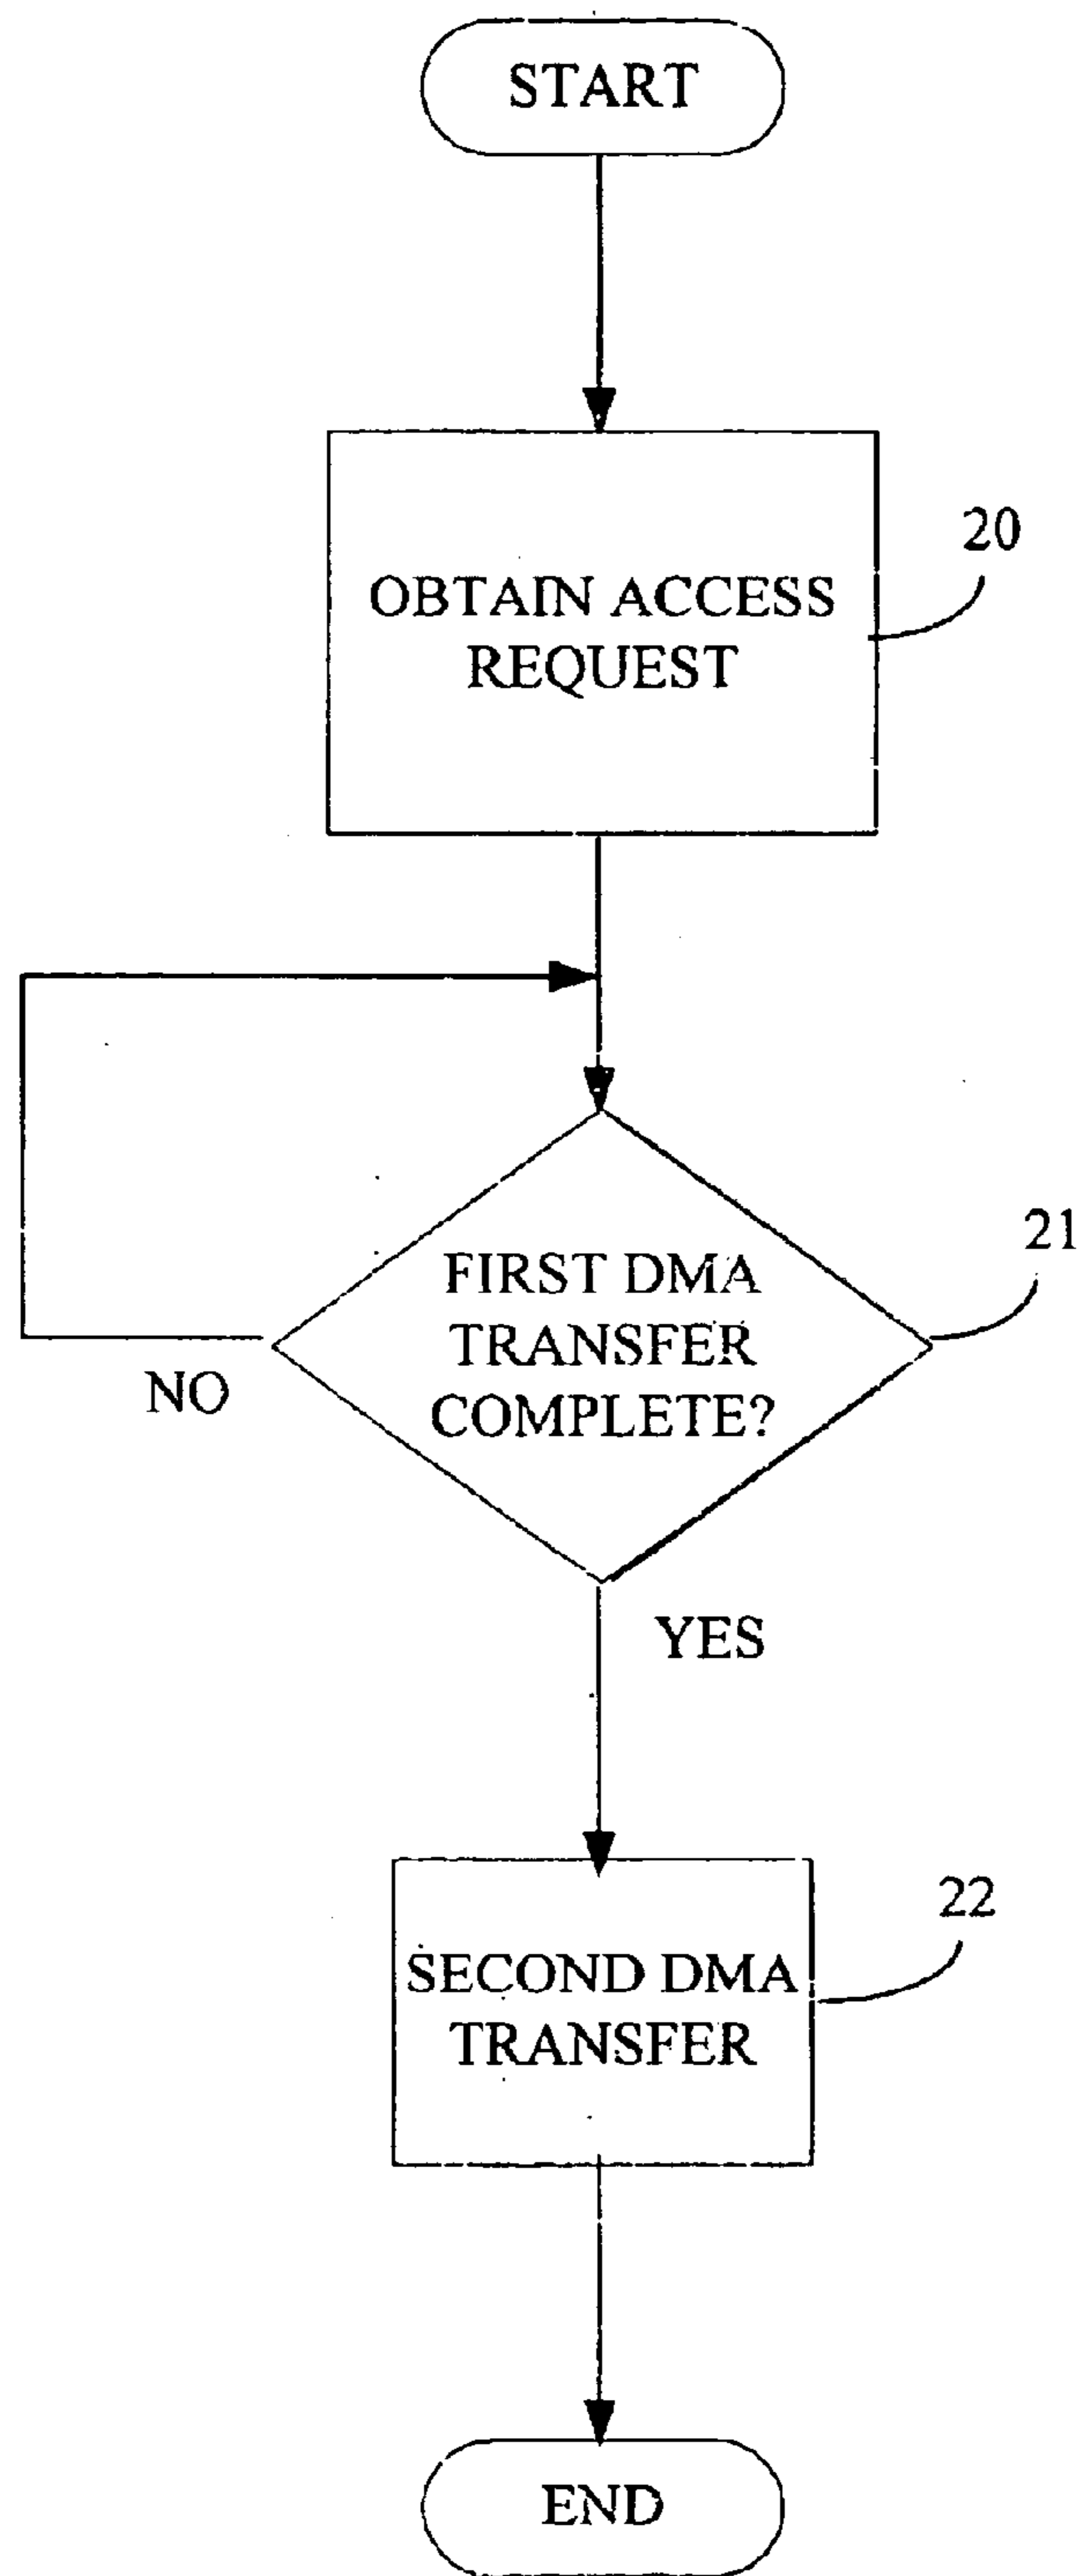 START
20
OBTAIN ACCESS
REQUEST
21
FIRST DMA
TRANSFER
COMPLETE?
NO
YES
22
SECOND DMA
TRANSFER
END